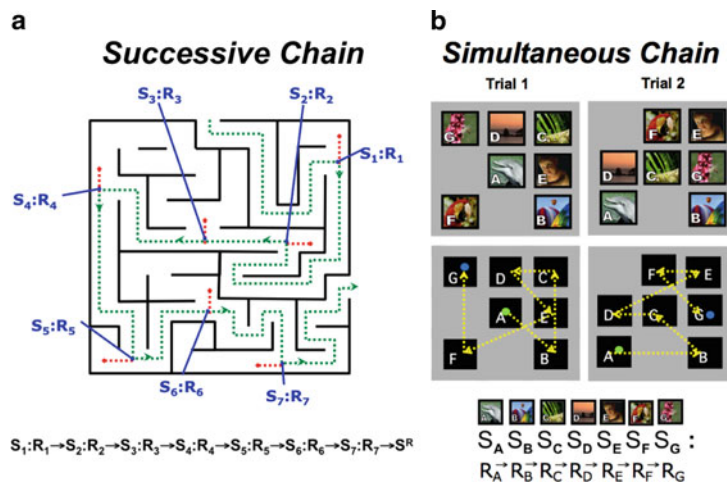 a
Successive Chain
S3:R3
S2:R2
S1:R1
S4:R4
S5:R5
S6:R6
S7:R7
S1:R1→S2:R2→S3:R3→S4:R4→S5:R5→S6:R6→S7:R7→SR
b
Simultaneous Chain
Trial 1
Trial 2
G D C
A E
F B
F E
D C G
A B
G D C
A E
F B
F E
D C G
A B
A B C D E F G
SA SB SC SD SE SF SG :
RA→RB→RC→RD→RE→RF→RG